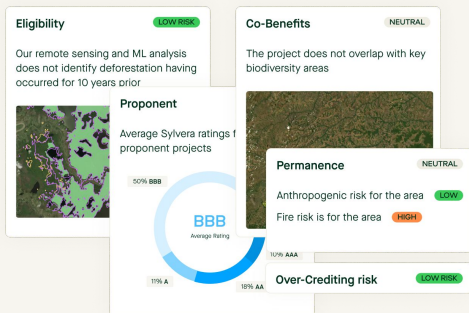 Eligibility
LOW RISK
Our remote sensing and ML analysis
does not identify deforestation having
occurred for 10 years prior
Proponent
Average Sylvera ratings f
proponent projects
50% BBB
BBB
Average Rating
11% A
18% AA
10% AAA
Co-Benefits
NEUTRAL
The project does not overlap with key
biodiversity areas
Permanence
NEUTRAL
Anthropogenic risk for the area
LOW
Fire risk is for the area
HIGH
Over-Crediting risk
LOW RISK